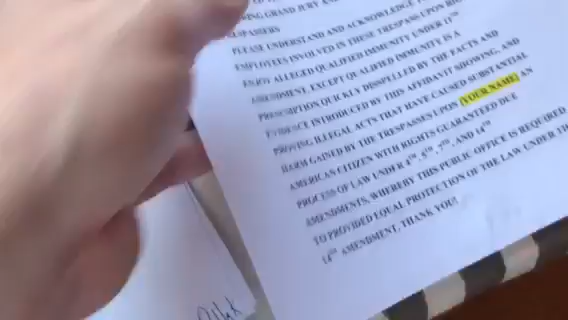 GRAND JURY
PLEASE UNDERSTAND AND ACKNOWLEDGE
EMPLOYEES INVOLVED IN THESE TRESPASS UPON
ENJOY ALLEGED QUALIFIED IMMUNITY UNDER 11TH
AMENDMENT, EXCEPT QUALIFIED IMMUNITY IS A
PRESUMPTION QUICKLY DISSPELLED BY THE FACTS AND
EVIDENCE INTRODUCED BY THIS AFFIDAVIT SHOWING, AND
PROVING ILLEGAL ACTS THAT HAVE CAUSED SUBSTANTIAL
HARM GAINED BY THE TRESPASSES UPON [YOUR NAME] AN
AMERICAN CITIZEN WITH RIGHTS GUARANTEED DUE
PROCESS OF LAW UNDER 4TH, 5TH, 7TH, AND 14TH
AMENDMENTS, WHEREBY THIS PUBLIC OFFICE IS REQUIRED
TO PROVIDED EQUAL PROTECTION OF THE LAW UNDER
14TH AMENDMENT. THANK YOU!